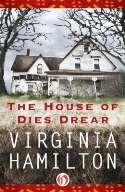 THE HOUSE OF
DIES DREAR
VIRGINIA
HAMILTON